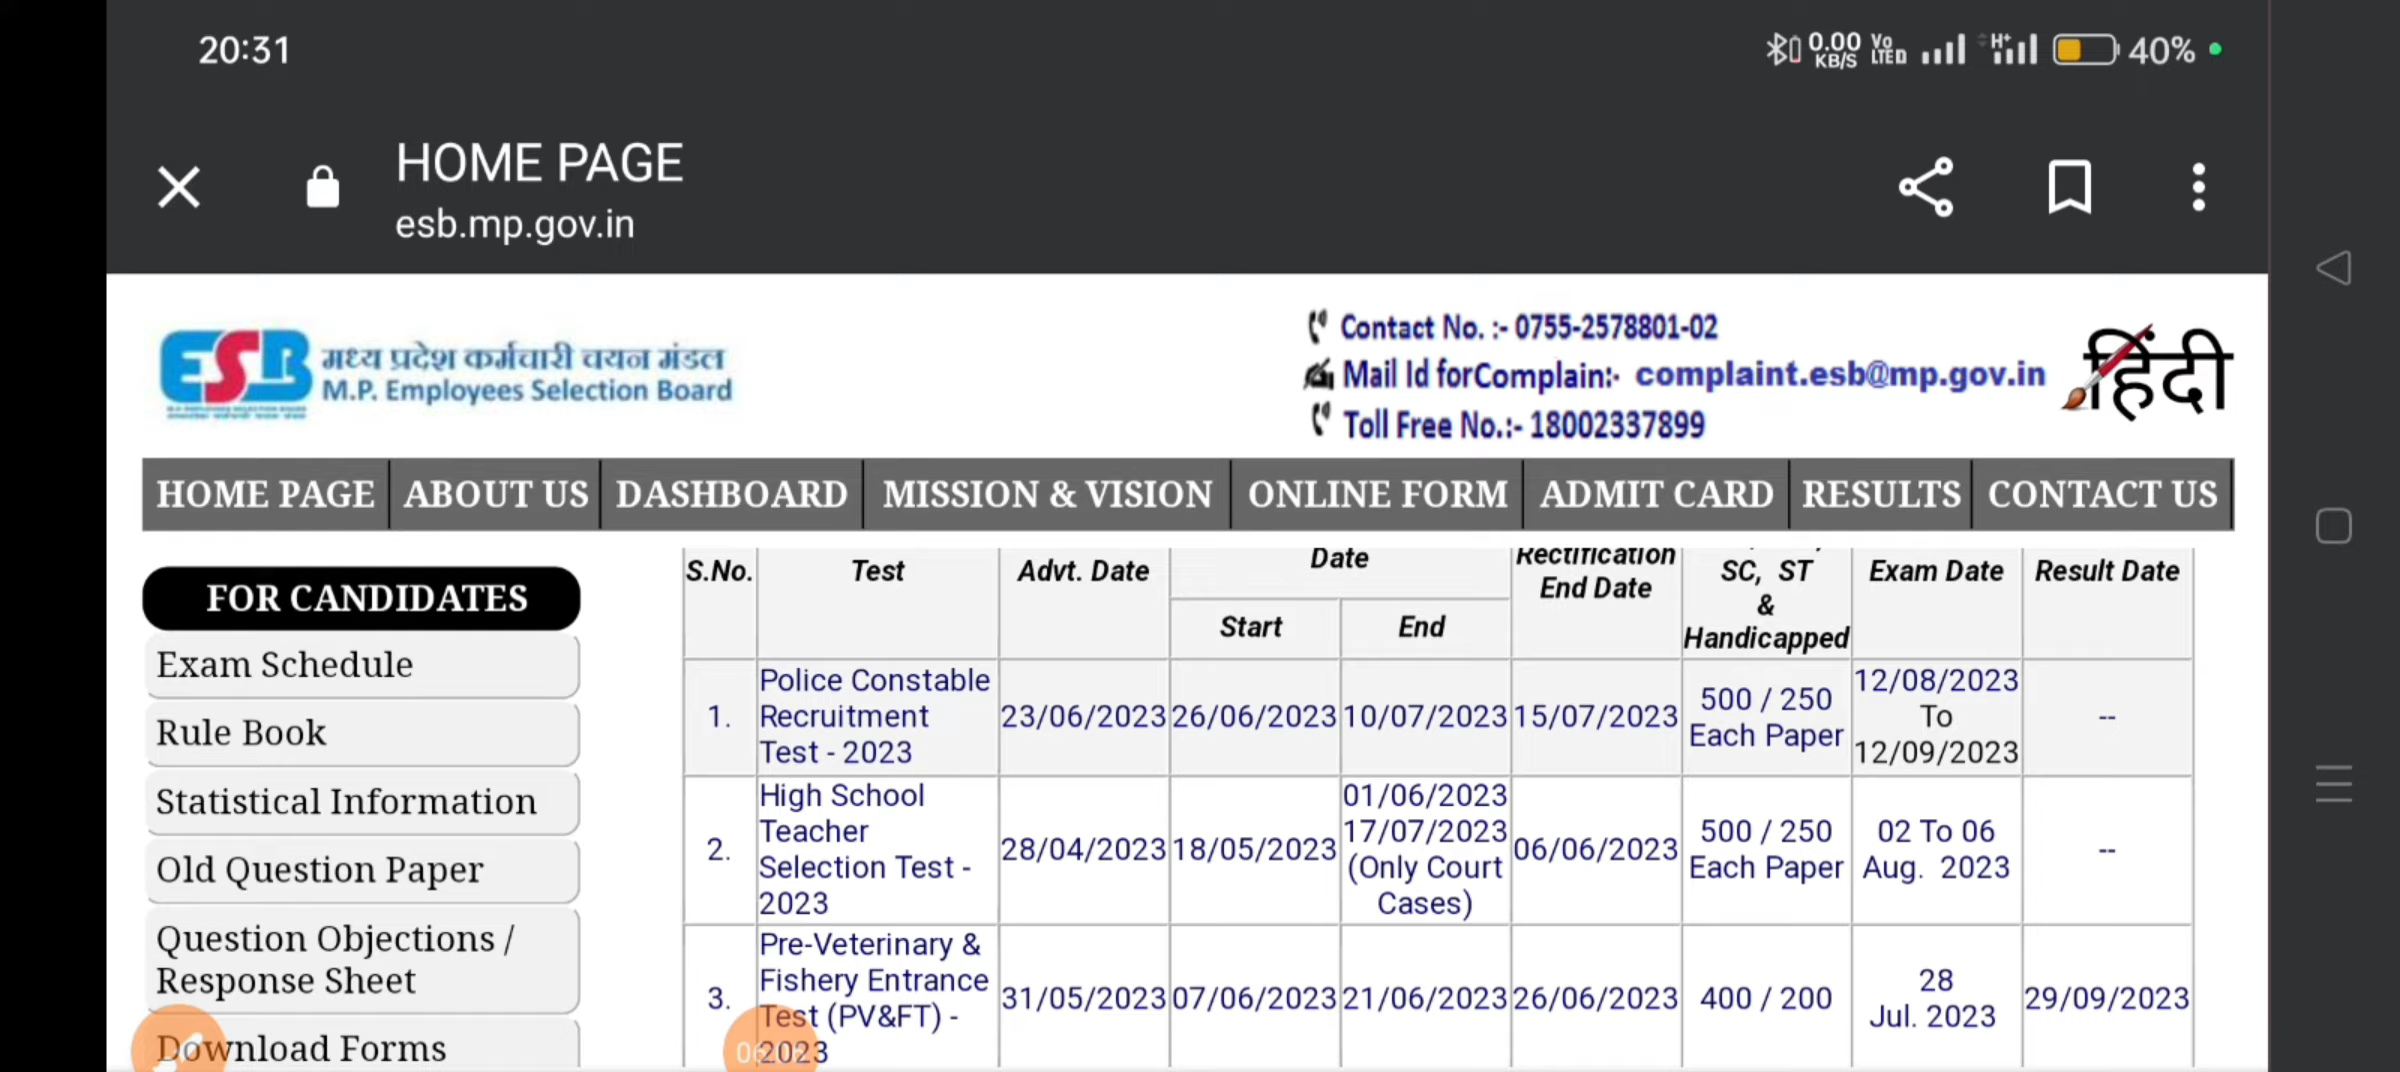 20:31
0.00 KB/S Vo LTED H+ 40%
HOME PAGE
esb.mp.gov.in
ESB मध्य प्रदेश कर्मचारी चयन मंडल
M.P. Employees Selection Board
Contact No. :- 0755-2578801-02
Mail Id forComplain:- complaint.esb@mp.gov.in
Toll Free No.:- 18002337899
हिंदी
HOME PAGE ABOUT US DASHBOARD MISSION & VISION ONLINE FORM ADMIT CARD RESULTS CONTACT US
FOR CANDIDATES
Exam Schedule
Rule Book
Statistical Information
Old Question Paper
Question Objections /
Response Sheet
Download Forms
S.No. Test Advt. Date Date Rectification SC, ST Exam Date Result Date
End Date
&
Start End Handicapped
Police Constable 12/08/2023
1. Recruitment 23/06/2023 26/06/2023 10/07/2023 15/07/2023 500 / 250 To --
Test - 2023 Each Paper 12/09/2023
High School 01/06/2023
Teacher 17/07/2023 500 / 250 02 To 06
2. 28/04/2023 18/05/2023 06/06/2023 --
Selection Test - (Only Court Each Paper Aug. 2023
2023 Cases)
Pre-Veterinary &
Fishery Entrance 28
3. 31/05/2023 07/06/2023 21/06/2023 26/06/2023 400 / 200 29/09/2023
Test (PV&FT) - Jul. 2023
2023